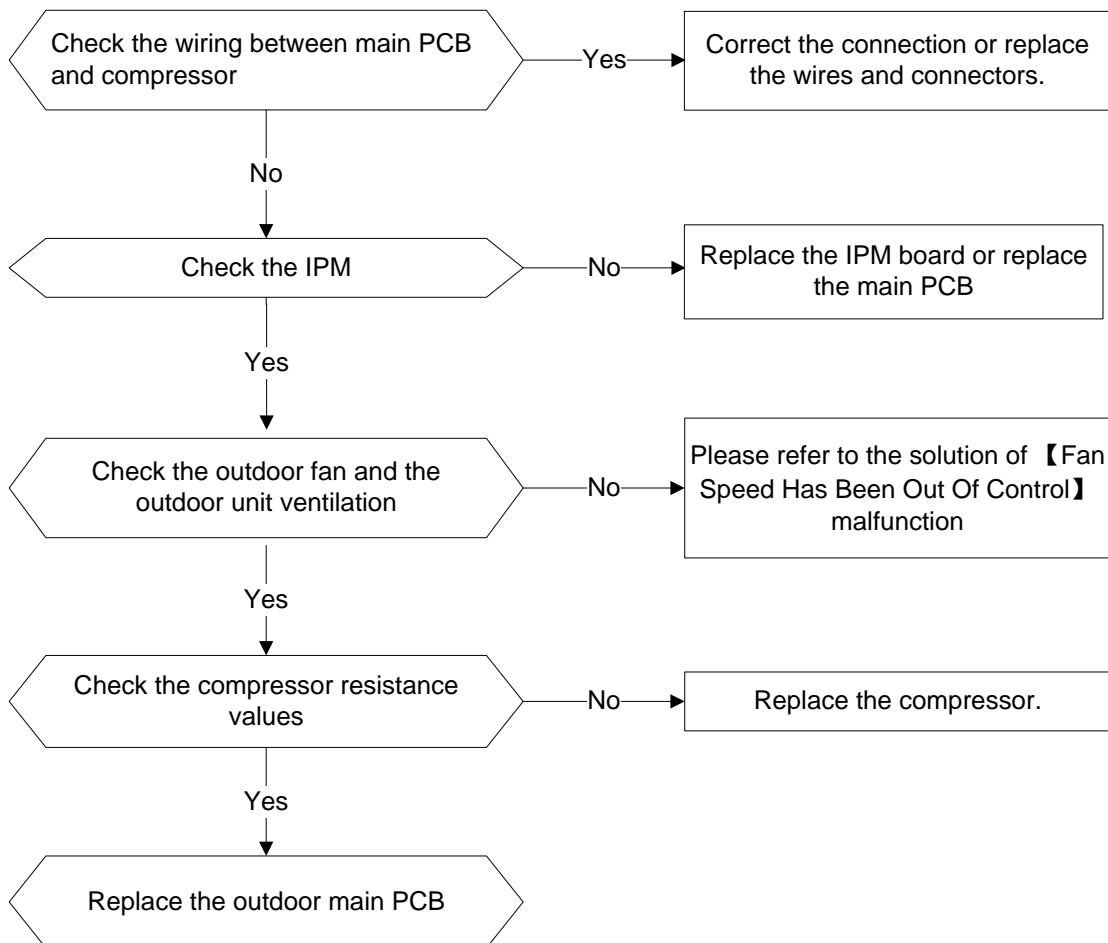 Check the wiring between main PCB
and compressor
Yes
Correct the connection or replace
the wires and connectors.
No
Check the IPM
No
Replace the IPM board or replace
the main PCB
Yes
Check the outdoor fan and the
outdoor unit ventilation
No
Please refer to the solution of 【Fan
Speed Has Been Out Of Control】
malfunction
Yes
Check the compressor resistance
values
No
Replace the compressor.
Yes
Replace the outdoor main PCB